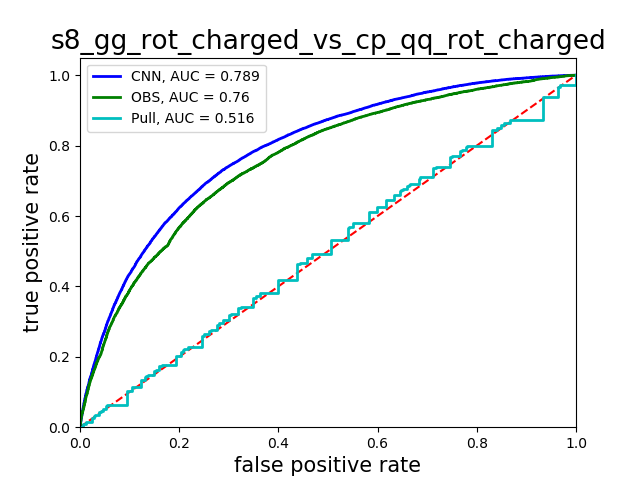 s8_gg_rot_charged_vs_cp_qq_rot_charged
CNN, AUC = 0.789
OBS, AUC = 0.76
Pull, AUC = 0.516
true positive rate
1.0
0.8
0.6
0.4
0.2
0.0
0.0 0.2 0.4 0.6 0.8 1.0
false positive rate